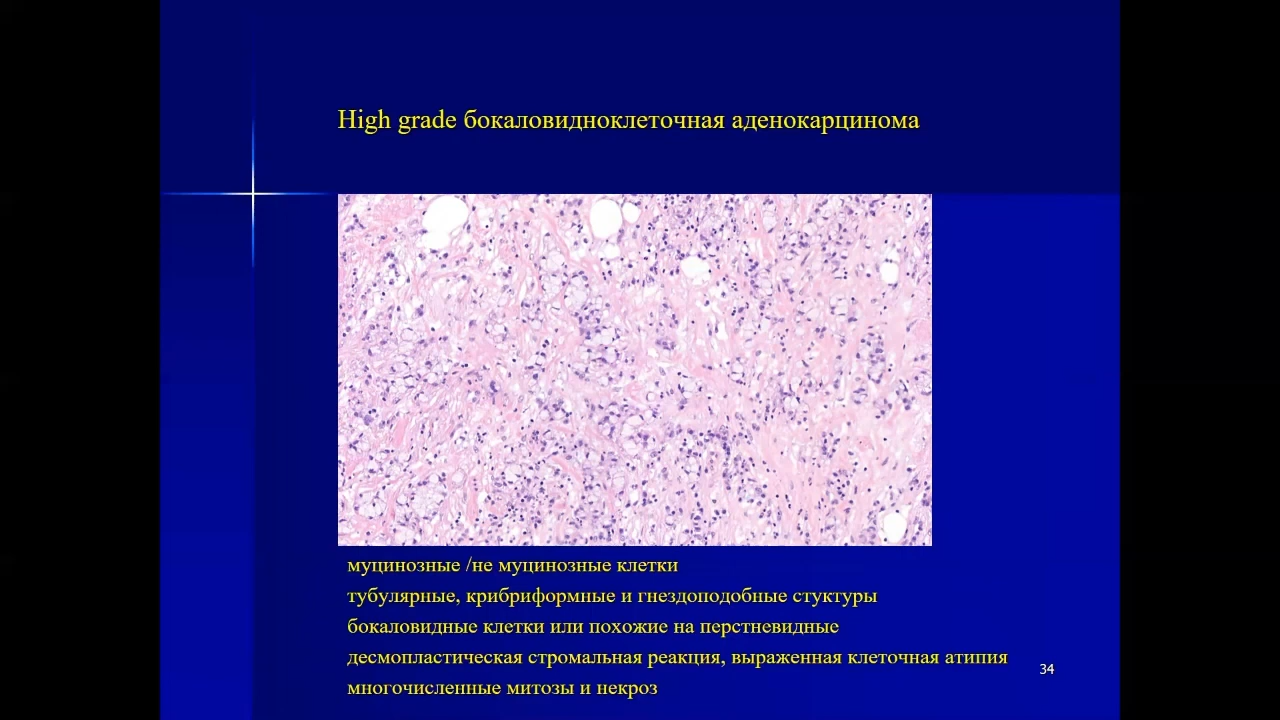 High grade бокаловидноклеточная аденокарцинома
муцинозные /не муцинозные клетки
тубулярные, крибриформные и гнездоподобные стуктуры
бокаловидные клетки или похожие на перстневидные
десмопластическая стромальная реакция, выраженная клеточная атипия
34
многочисленные митозы и некроз